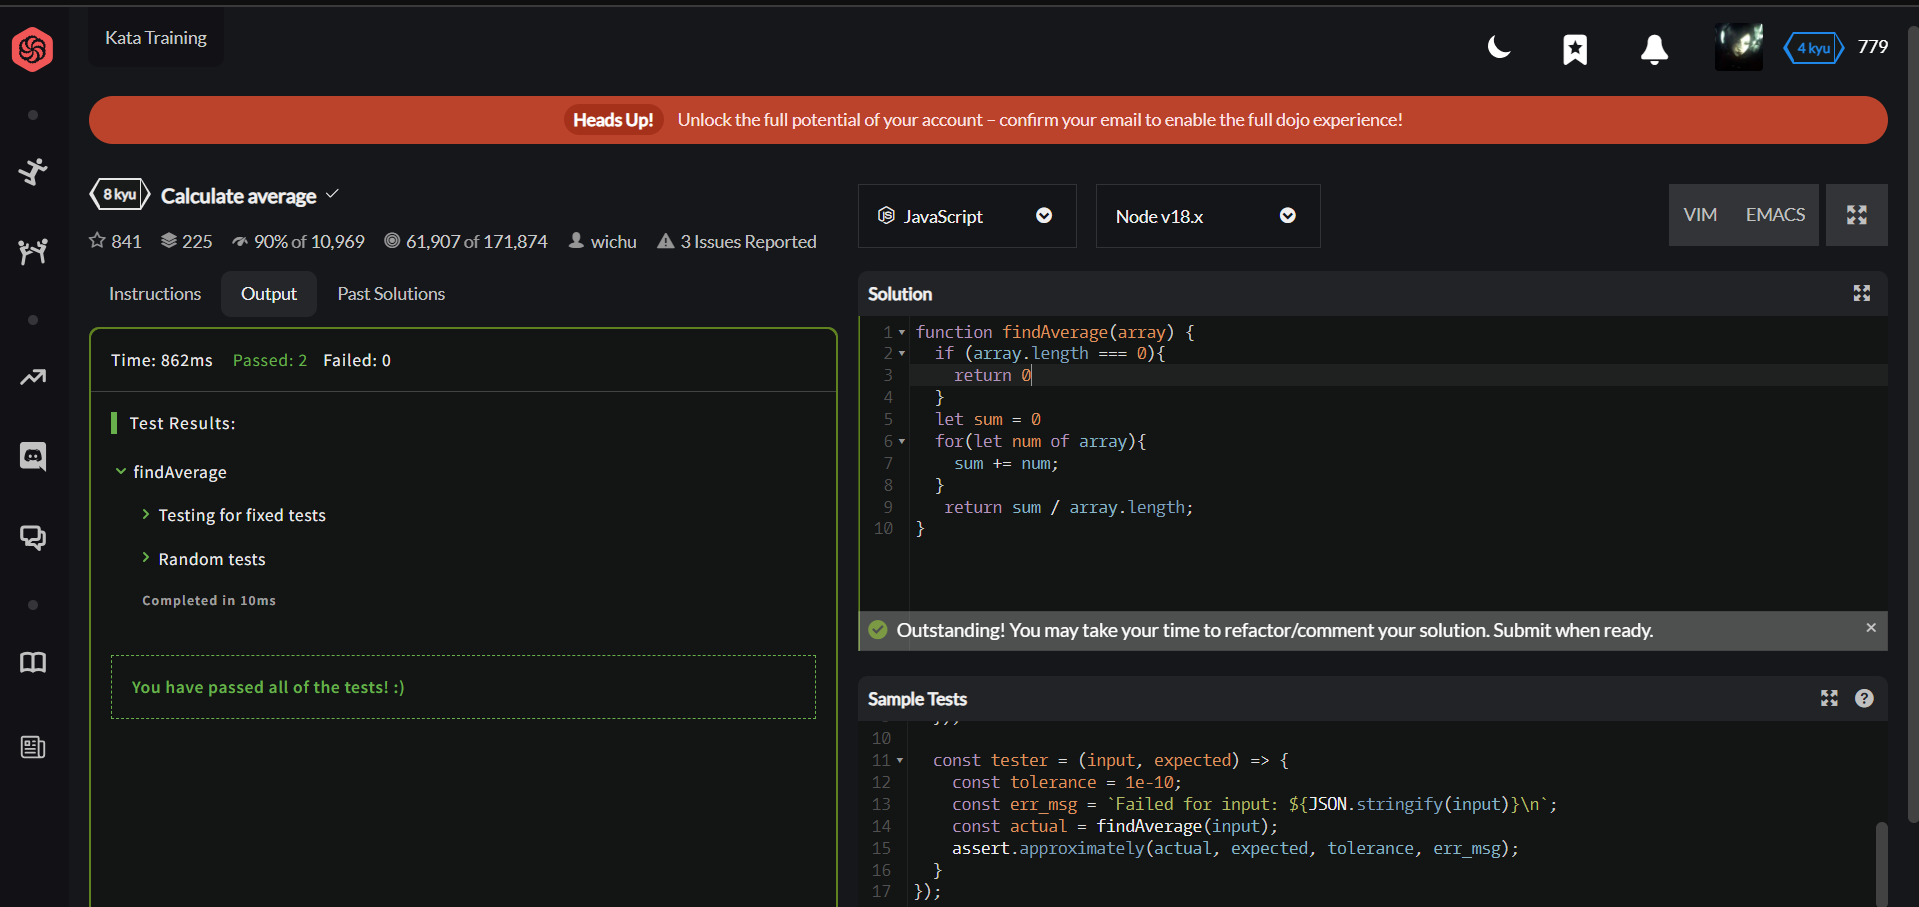 Kata Training
4 kyu 779
Heads Up! Unlock the full potential of your account – confirm your email to enable the full dojo experience!
8 kyu Calculate average
841 225 90% of 10,969 61,907 of 171,874 wichu 3 Issues Reported
Instructions Output Past Solutions
Time: 862ms Passed: 2 Failed: 0
Test Results:
findAverage
Testing for fixed tests
Random tests
Completed in 10ms
You have passed all of the tests! :)
JavaScript Node v18.x VIM EMACS
Solution
1 function findAverage(array) {
2 if (array.length === 0){
3 return 0
4 }
5 let sum = 0
6 for(let num of array){
7 sum += num;
8 }
9 return sum / array.length;
10 }
Outstanding! You may take your time to refactor/comment your solution. Submit when ready.
Sample Tests
10
11 const tester = (input, expected) => {
12 const tolerance = 1e-10;
13 const err_msg = `Failed for input: ${JSON.stringify(input)}\n`;
14 const actual = findAverage(input);
15 assert.approximately(actual, expected, tolerance, err_msg);
16 }
17 });